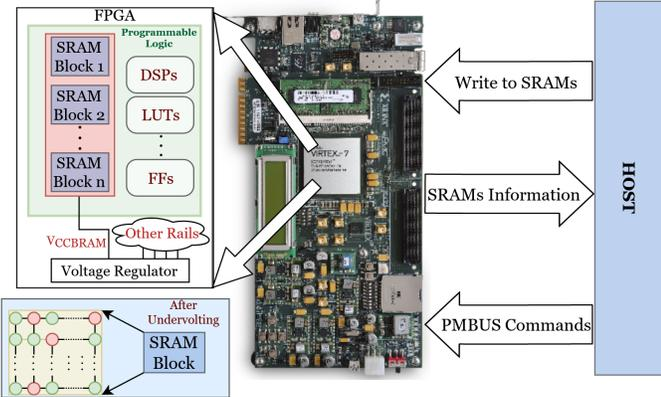 FPGA
SRAM
Block 1
SRAM
Block 2
SRAM
Block n
Programmable
Logic
DSPs
LUTs
FFs
VCCBRAM
Other Rails
Voltage Regulator
After
Undervolting
SRAM
Block
VIRTEX-7
Write to SRAMs
SRAMs Information
PMBUS Commands
HOST